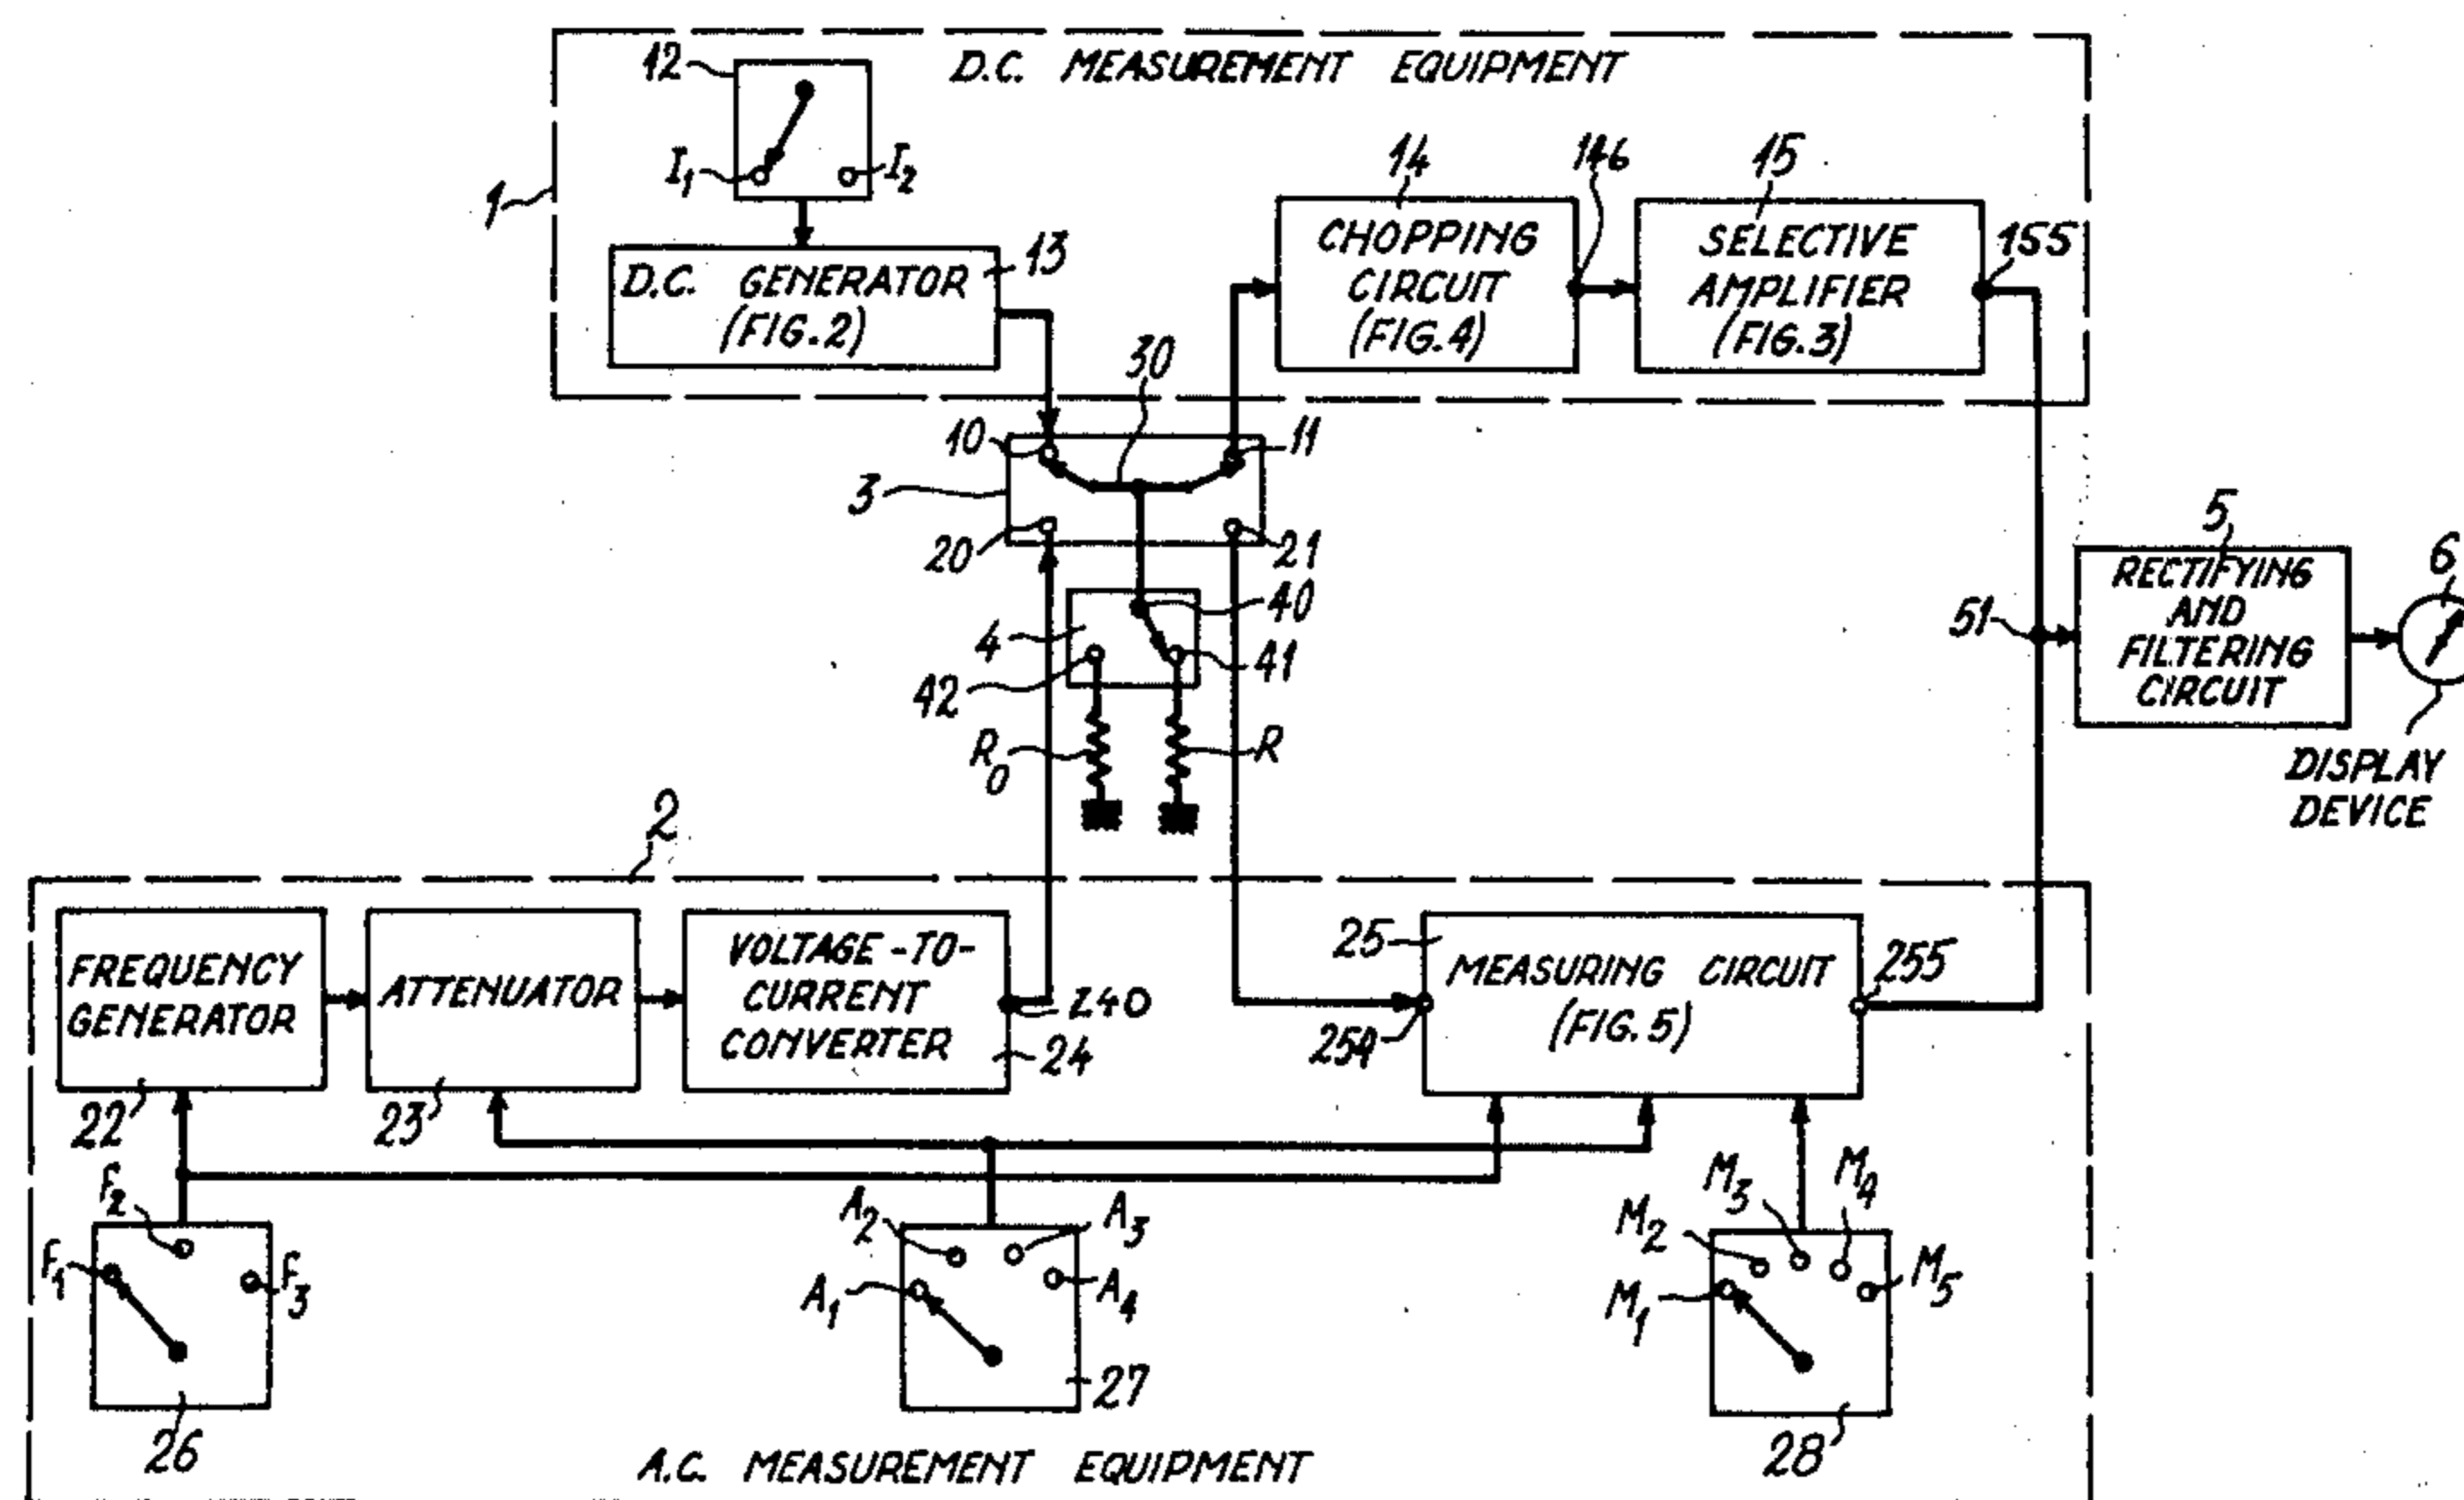 D.C. MEASUREMENT EQUIPMENT
12
I1
I2
1
D.C. GENERATOR
(FIG.2)
13
14
CHOPPING
CIRCUIT
(FIG.4)
146
15
SELECTIVE
AMPLIFIER
(FIG.3)
155
30
10
11
3
20
21
40
4
41
42
R0
R
51
5
RECTIFYING
AND
FILTERING
CIRCUIT
6
DISPLAY
DEVICE
2
FREQUENCY
GENERATOR
22
ATTENUATOR
23
VOLTAGE-TO-
CURRENT
CONVERTER
240
24
25
MEASURING CIRCUIT
(FIG.5)
255
F1
F2
F3
26
A1
A2
A3
A4
27
M1
M2
M3
M4
M5
28
A.C. MEASUREMENT EQUIPMENT